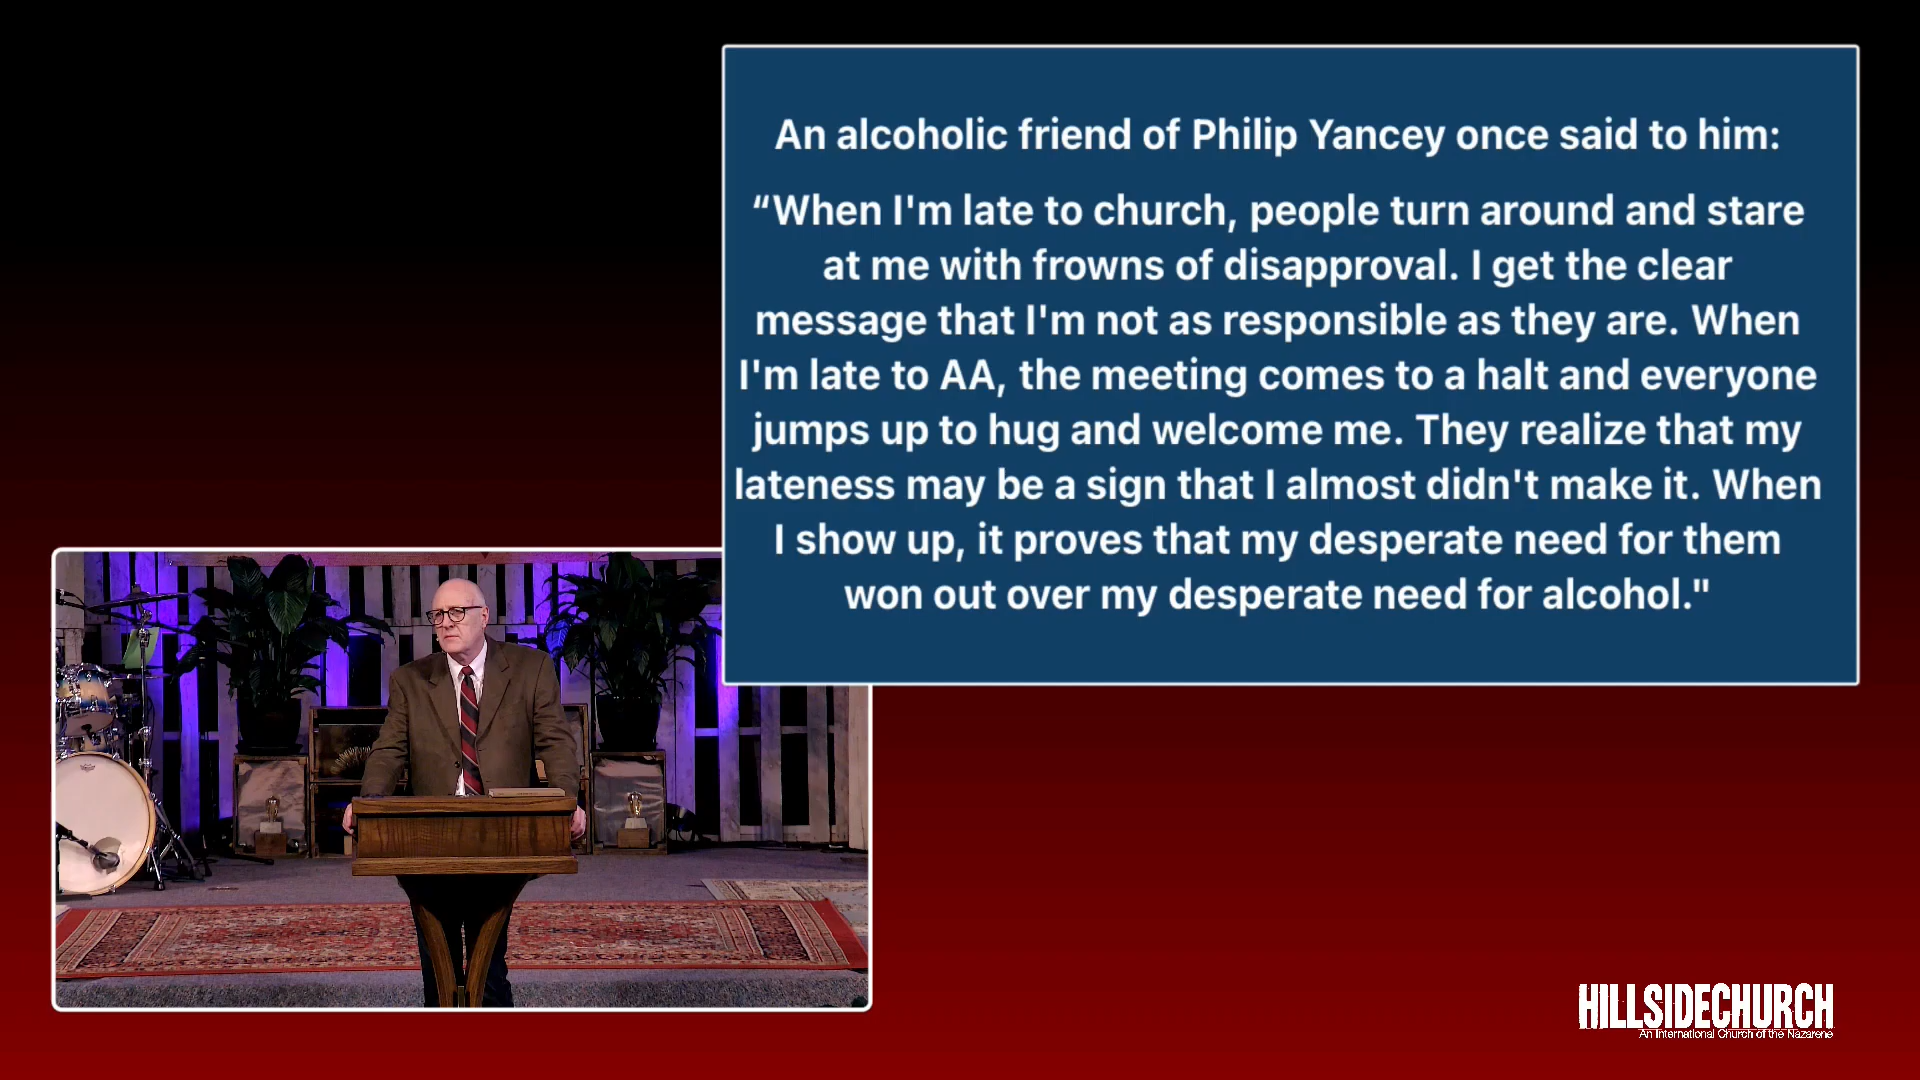 An alcoholic friend of Philip Yancey once said to him:
“When I'm late to church, people turn around and stare
at me with frowns of disapproval. I get the clear
message that I'm not as responsible as they are. When
I'm late to AA, the meeting comes to a halt and everyone
jumps up to hug and welcome me. They realize that my
lateness may be a sign that I almost didn't make it. When
I show up, it proves that my desperate need for them
won out over my desperate need for alcohol."
HILLSIDECHURCH
An International Church of the Nazarene